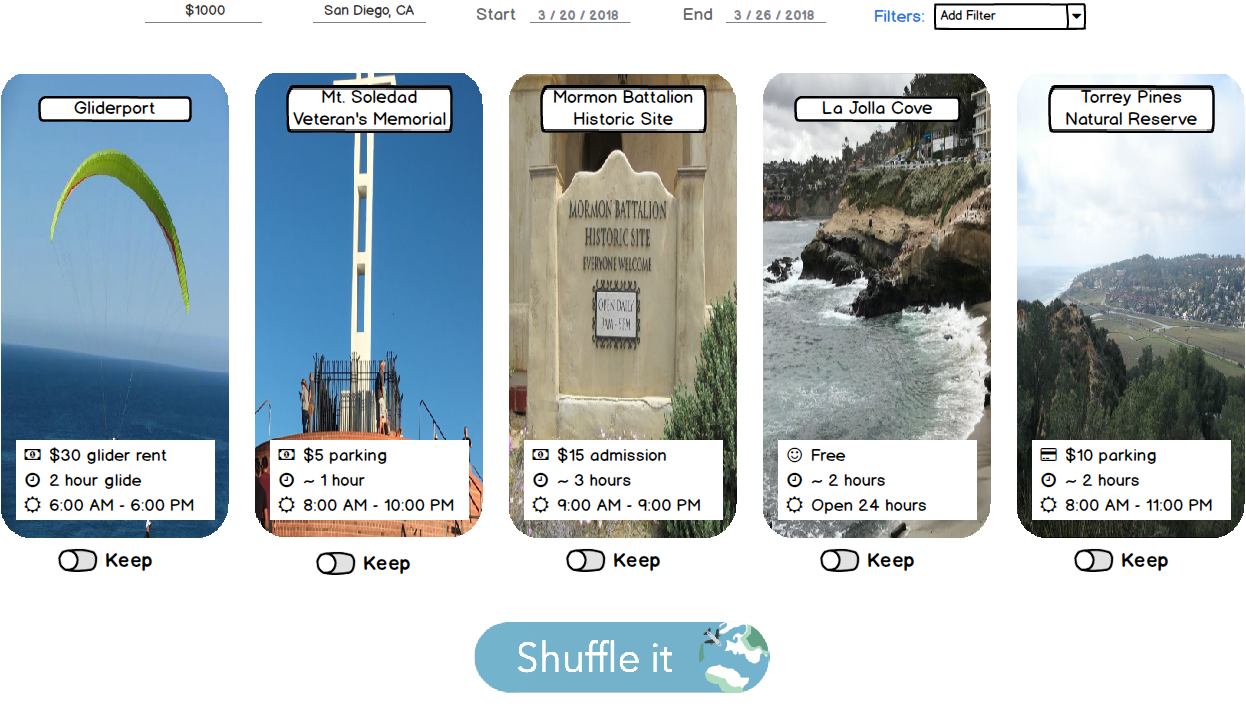 $1000
San Diego, CA
Start
3 / 20 / 2018
End
3 / 26 / 2018
Filters:
Add Filter
Gliderport
Mt. Soledad
Veteran's Memorial
Mormon Battalion
Historic Site
La Jolla Cove
Torrey Pines
Natural Reserve
MORMON BATTALION
HISTORIC SITE
EVERYONE WELCOME
OPEN DAILY
9AM - 9PM
$30 glider rent
2 hour glide
6:00 AM - 6:00 PM
$5 parking
~ 1 hour
8:00 AM - 10:00 PM
$15 admission
~ 3 hours
9:00 AM - 9:00 PM
Free
~ 2 hours
Open 24 hours
$10 parking
~ 2 hours
8:00 AM - 11:00 PM
Keep
Keep
Keep
Keep
Keep
Shuffle it